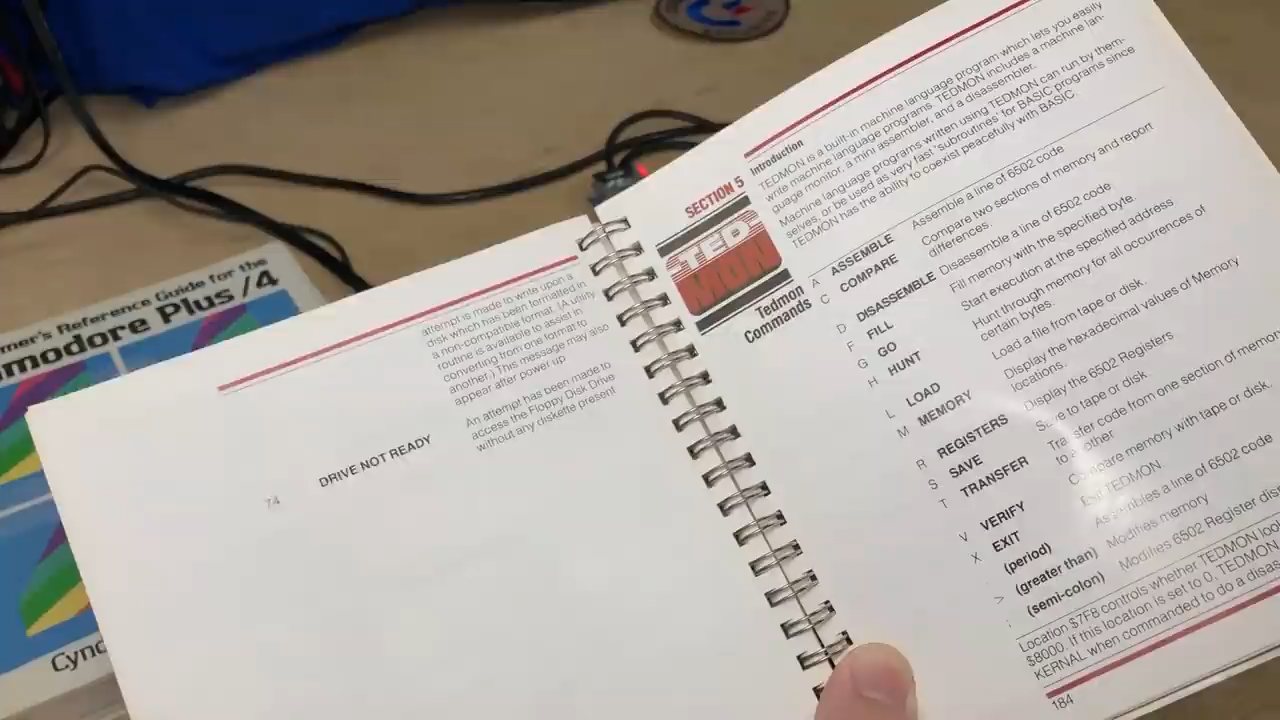 mer's Reference Guide for the
mmodore Plus/4
Cync
attempt is made to write upon a
disk which has been formatted in
a non-compatible format. (A utility
routine is available to assist in
converting from one format to
another.) This message may also
appear after power up
74 DRIVE NOT READY An attempt has been made to
access the Floppy Disk Drive
without any diskette present
SECTION 5
TED
MON
Introduction
TEDMON is a built-in machine language program which lets you easily
write machine language programs. TEDMON includes a machine lan-
guage monitor, a mini assembler, and a disassembler.
Machine language programs written using TEDMON can run by them-
selves, or be used as very fast 'subroutines' for BASIC programs since
TEDMON has the ability to coexist peacefully with BASIC.
Tedmon
Commands
A ASSEMBLE Assemble a line of 6502 code
C COMPARE Compare two sections of memory and report
differences.
D DISASSEMBLE Disassemble a line of 6502 code
F FILL Fill memory with the specified byte.
G GO Start execution at the specified address
H HUNT Hunt through memory for all occurrences of
certain bytes.
L LOAD Load a file from tape or disk.
M MEMORY Display the hexadecimal values of Memory
locations.
R REGISTERS Display the 6502 Registers
S SAVE Save to tape or disk
T TRANSFER Transfer code from one section of memor
to another
V VERIFY Compare memory with tape or disk.
X EXIT Exit TEDMON
. (period) Assembles a line of 6502 code
> (greater than) Modifies memory
; (semi-colon) Modifies 6502 Register dis
Location $7F8 controls whether TEDMON loo
$8000. If this location is set to 0, TEDMON
KERNAL when commanded to do a disas
184